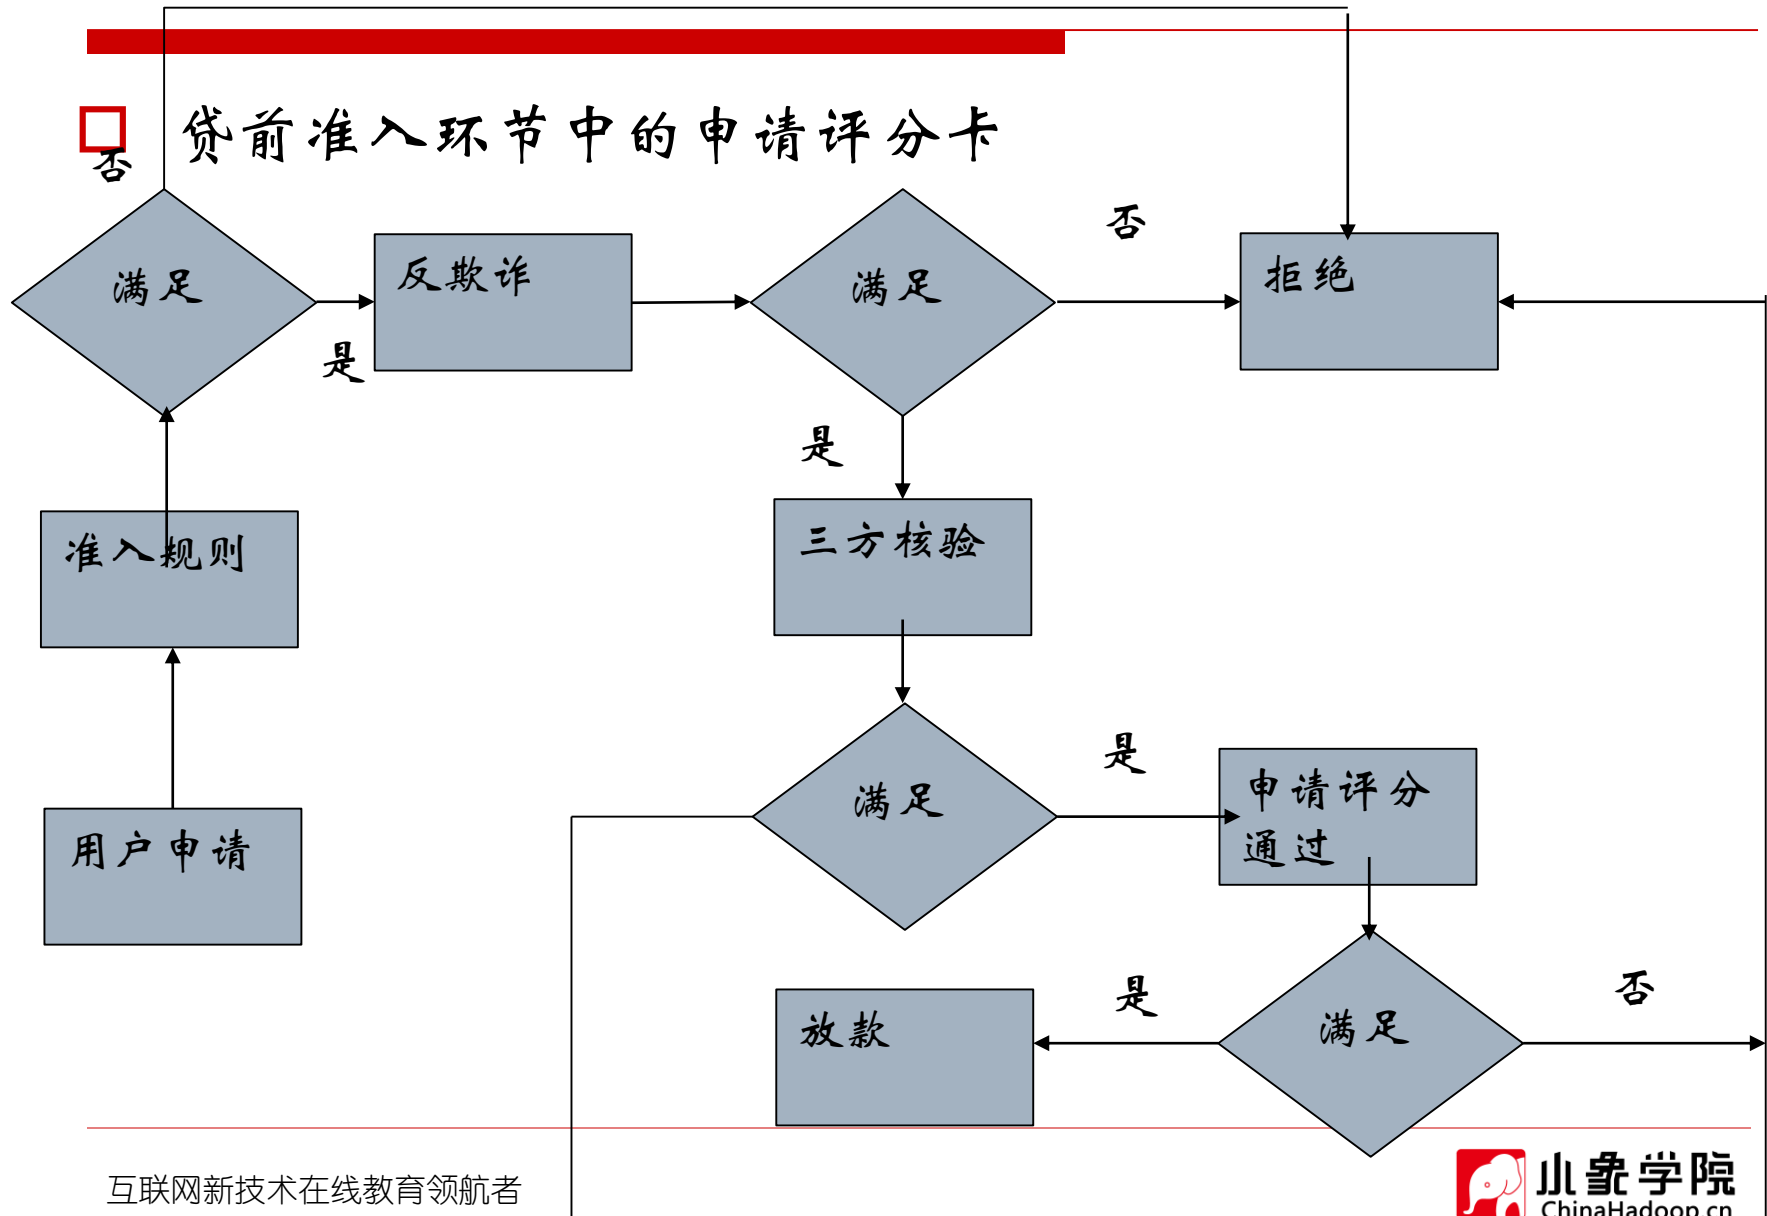 贷前准入环节中的申请评分卡
否
满足
反欺诈
满足
否
拒绝
是
是
准入规则
三方核验
是
满足
申请评分
通过
用户申请
是
否
放款
满足
互联网新技术在线教育领航者
小象学院
ChinaHadoop.cn